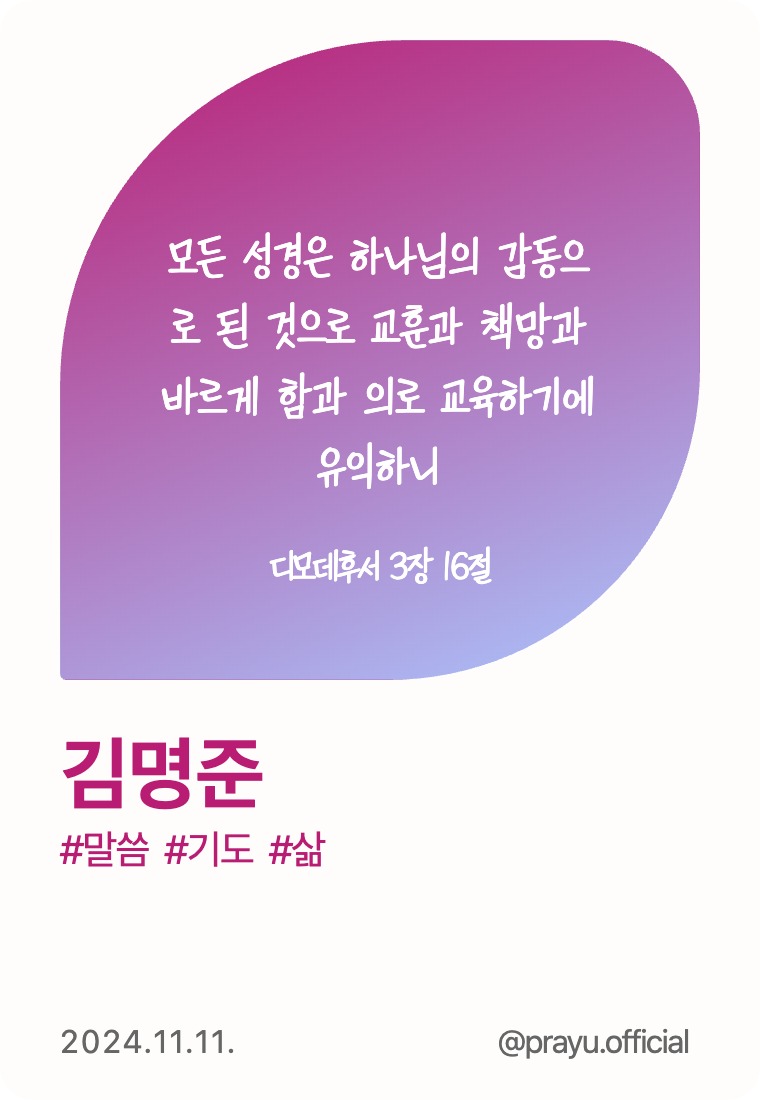 모든 성경은 하나님의 감동으
로 된 것으로 교훈과 책망과
바르게 함과 의로 교육하기에
유익하니
디모데후서 3장 16절
김명준
#말씀 #기도 #삶
2024.11.11.
@prayu.official